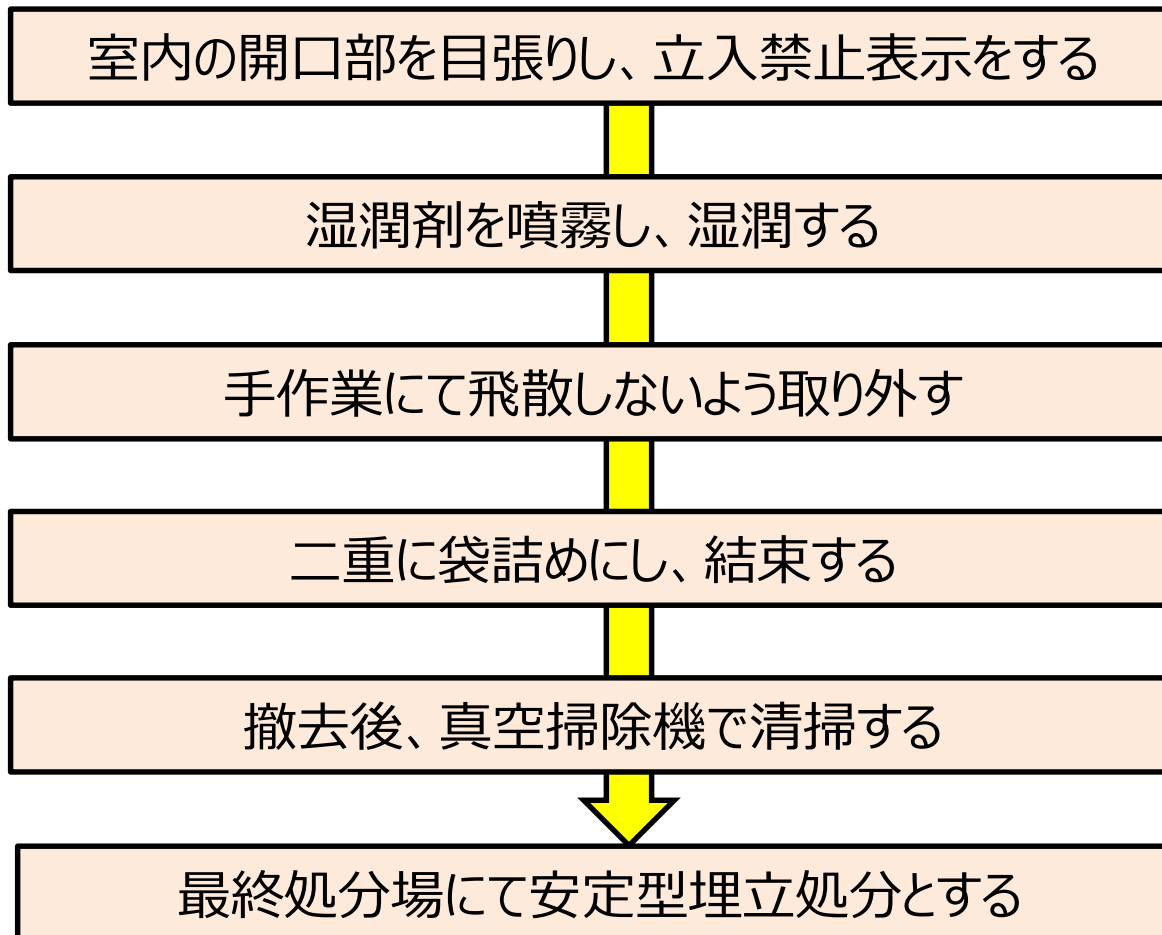 室内の開口部を目張りし、立入禁止表示をする
湿潤剤を噴霧し、湿潤する
手作業にて飛散しないよう取り外す
二重に袋詰めにし、結束する
撤去後、真空掃除機で清掃する
最終処分場にて安定型埋立処分とする